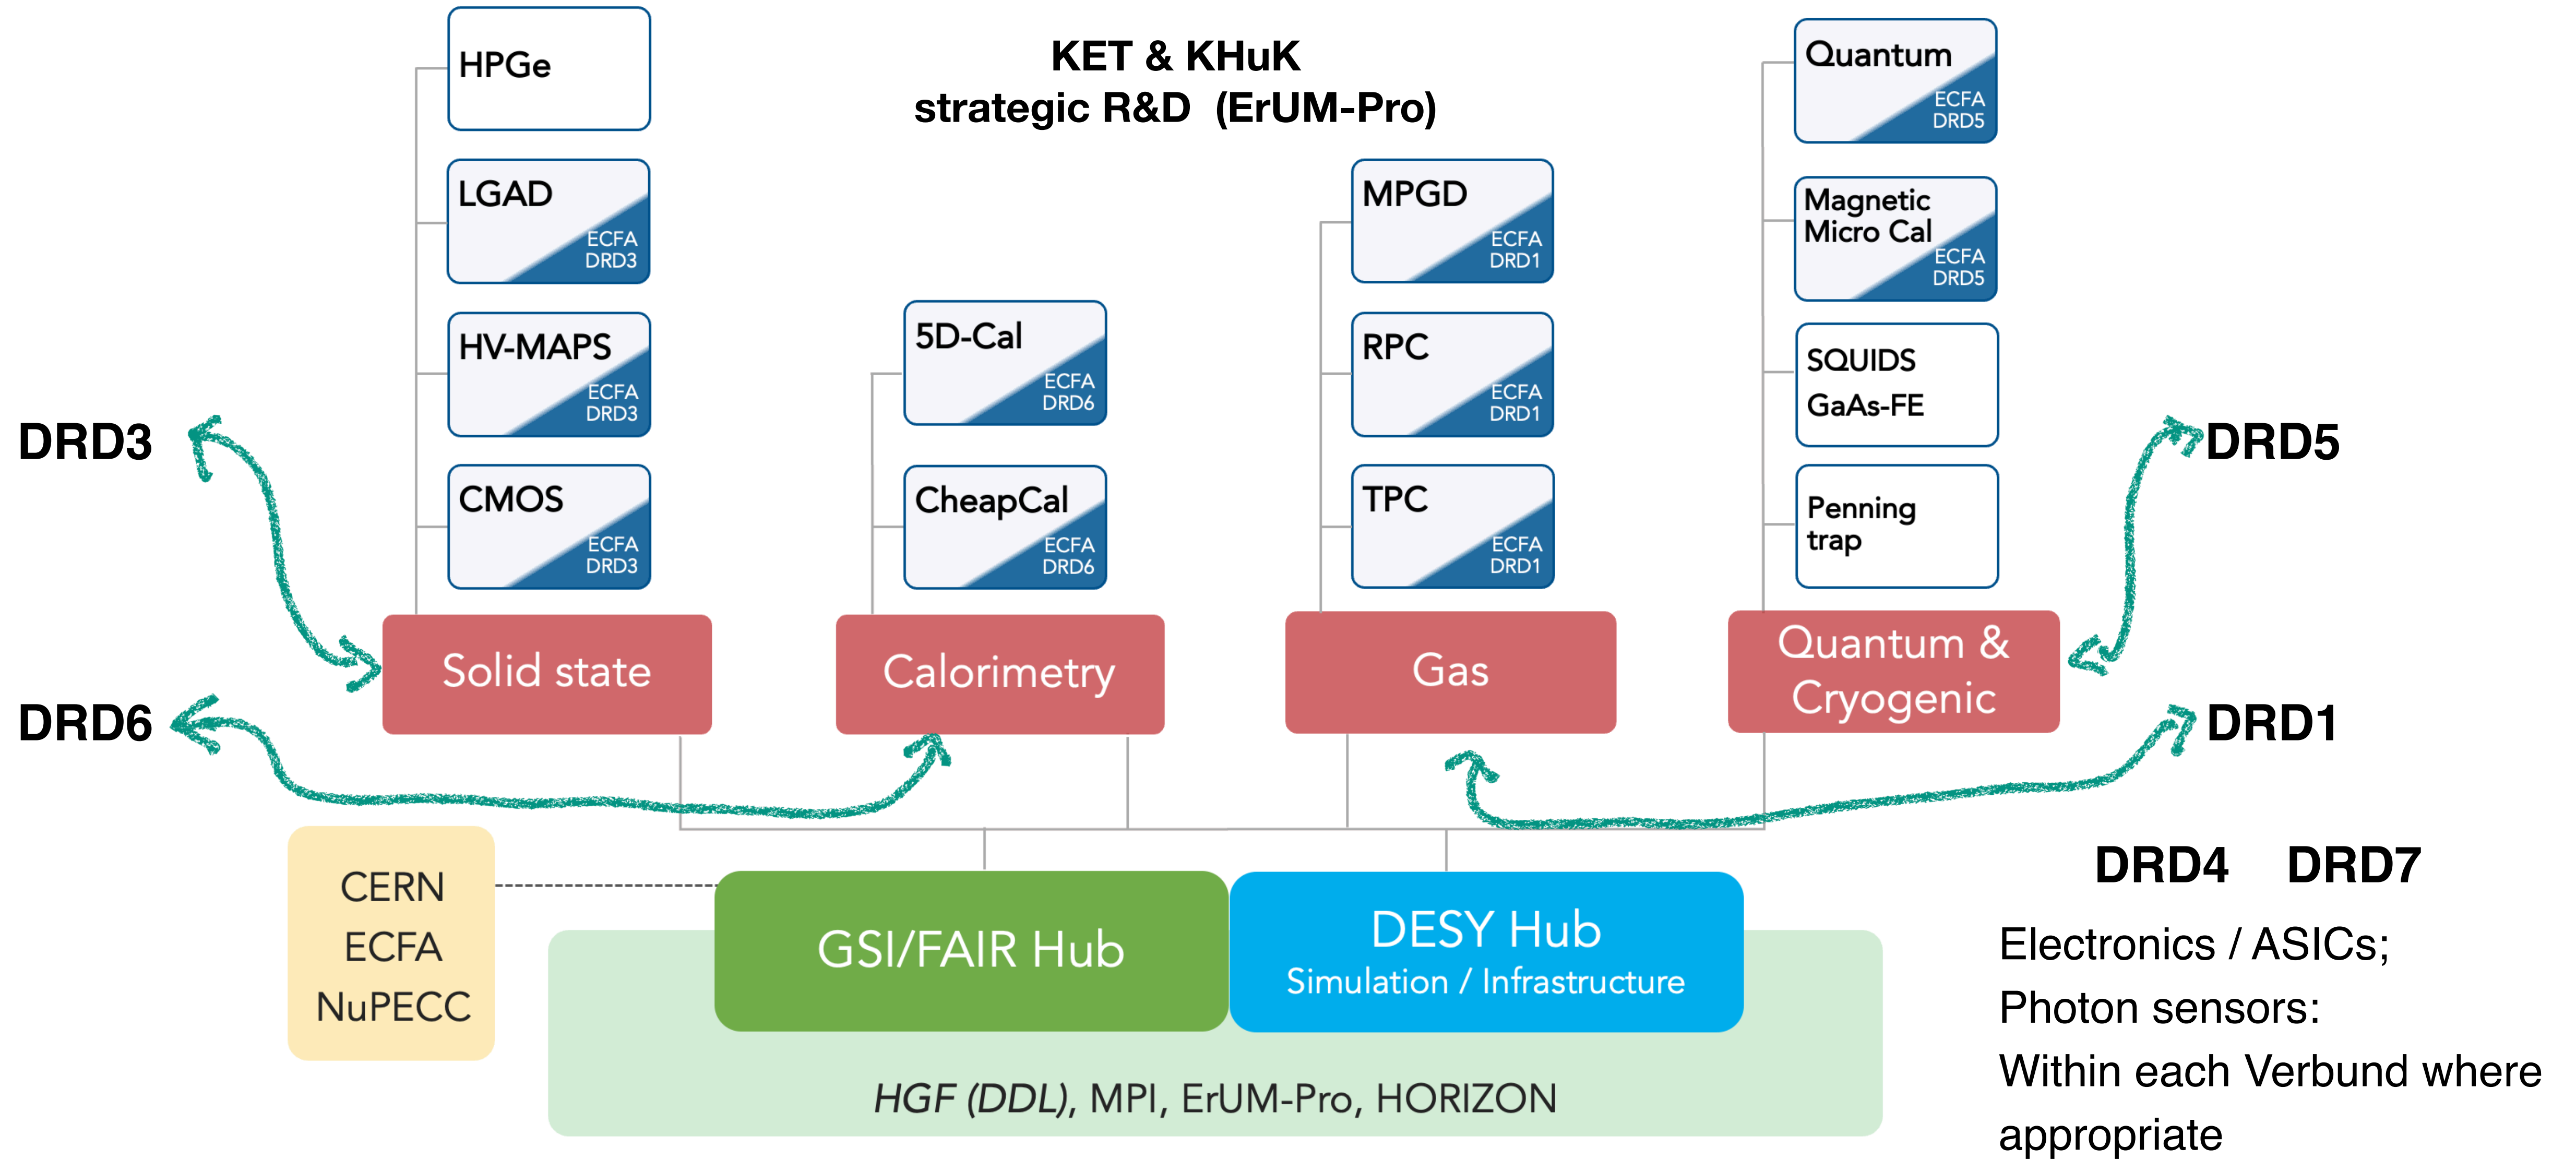 KET & KHuK
strategic R&D (ErUM-Pro)
HPGe
LGAD
ECFA
DRD3
HV-MAPS
ECFA
DRD3
CMOS
ECFA
DRD3
Solid state
5D-Cal
ECFA
DRD6
CheapCal
ECFA
DRD6
Calorimetry
MPGD
ECFA
DRD1
RPC
ECFA
DRD1
TPC
ECFA
DRD1
Gas
Quantum
ECFA
DRD5
Magnetic
Micro Cal
ECFA
DRD5
SQUIDS
GaAs-FE
Penning
trap
Quantum &
Cryogenic
DRD3
DRD6
DRD5
DRD1
CERN
ECFA
NuPECC
GSI/FAIR Hub
DESY Hub
Simulation / Infrastructure
HGF (DDL), MPI, ErUM-Pro, HORIZON
DRD4 DRD7
Electronics / ASICs;
Photon sensors:
Within each Verbund where
appropriate